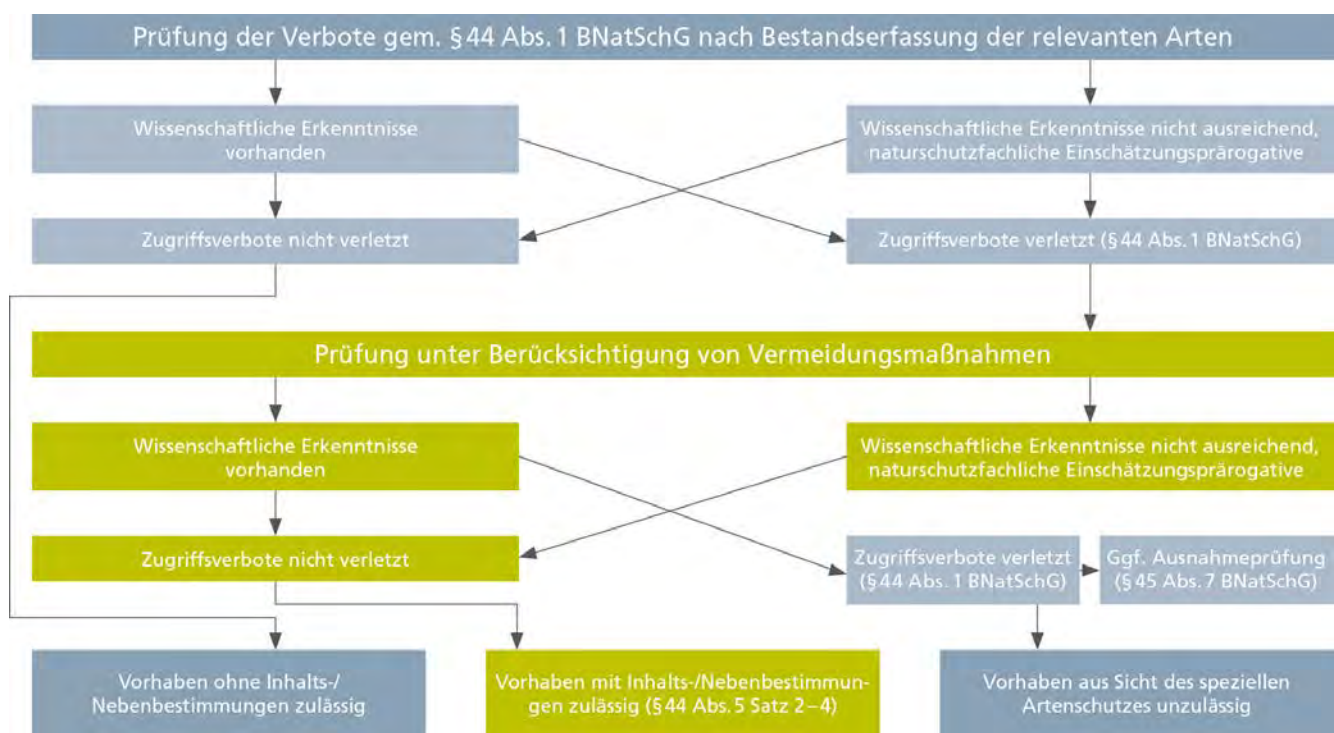 Prüfung der Verbote gem. § 44 Abs. 1 BNatSchG nach Bestandserfassung der relevanten Arten
Wissenschaftliche Erkenntnisse
vorhanden
Wissenschaftliche Erkenntnisse nicht ausreichend,
naturschutzfachliche Einschätzungsprärogative
Zugriffsverbote nicht verletzt
Zugriffsverbote verletzt (§ 44 Abs. 1 BNatSchG)
Prüfung unter Berücksichtigung von Vermeidungsmaßnahmen
Wissenschaftliche Erkenntnisse
vorhanden
Wissenschaftliche Erkenntnisse nicht ausreichend,
naturschutzfachliche Einschätzungsprärogative
Zugriffsverbote nicht verletzt
Zugriffsverbote verletzt
(§ 44 Abs. 1 BNatSchG)
Ggf. Ausnahmeprüfung
(§ 45 Abs. 7 BNatSchG)
Vorhaben ohne Inhalts-/
Nebenbestimmungen zulässig
Vorhaben mit Inhalts-/Nebenbestimmun-
gen zulässig (§ 44 Abs. 5 Satz 2–4)
Vorhaben aus Sicht des speziellen
Artenschutzes unzulässig